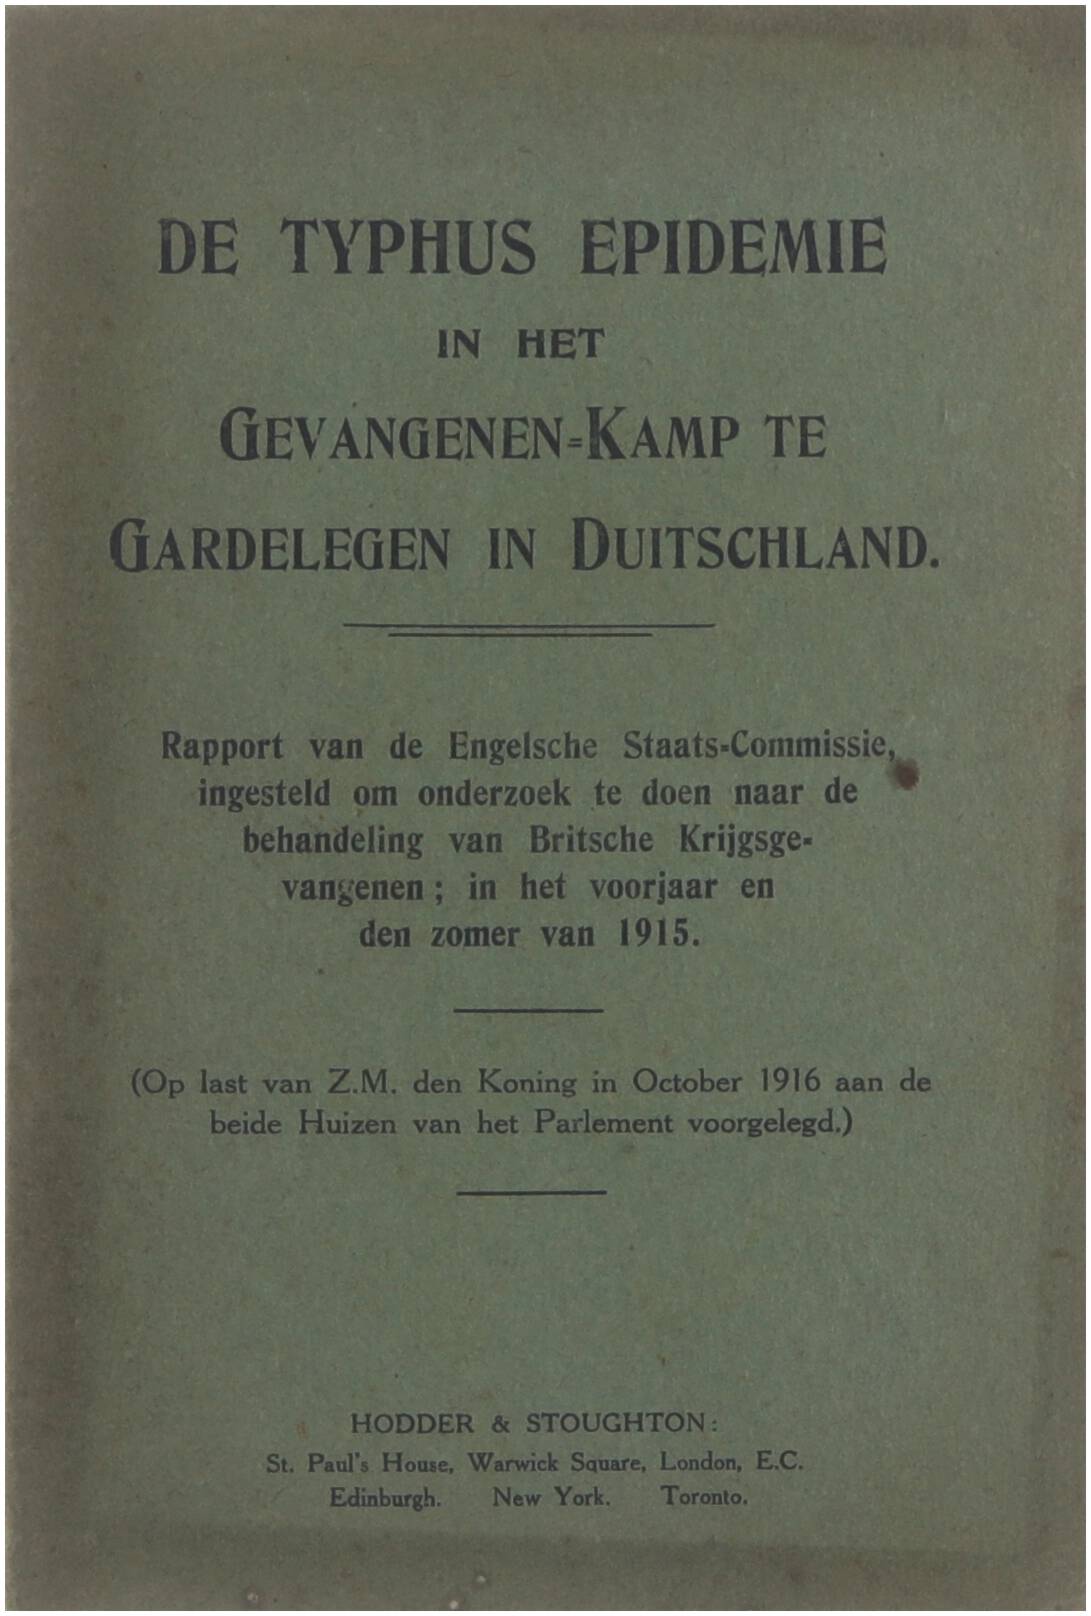 DE TYPHUS EPIDEMIE
IN HET
GEVANGENEN=KAMP TE
GARDELEGEN IN DUITSCHLAND.
Rapport van de Engelsche Staats=Commissie,
ingesteld om onderzoek te doen naar de
behandeling van Britsche Krijgsge=
vangenen; in het voorjaar en
den zomer van 1915.
(Op last van Z.M. den Koning in October 1916 aan de
beide Huizen van het Parlement voorgelegd.)
HODDER & STOUGHTON:
St. Paul's House, Warwick Square, London, E.C.
Edinburgh. New York. Toronto.